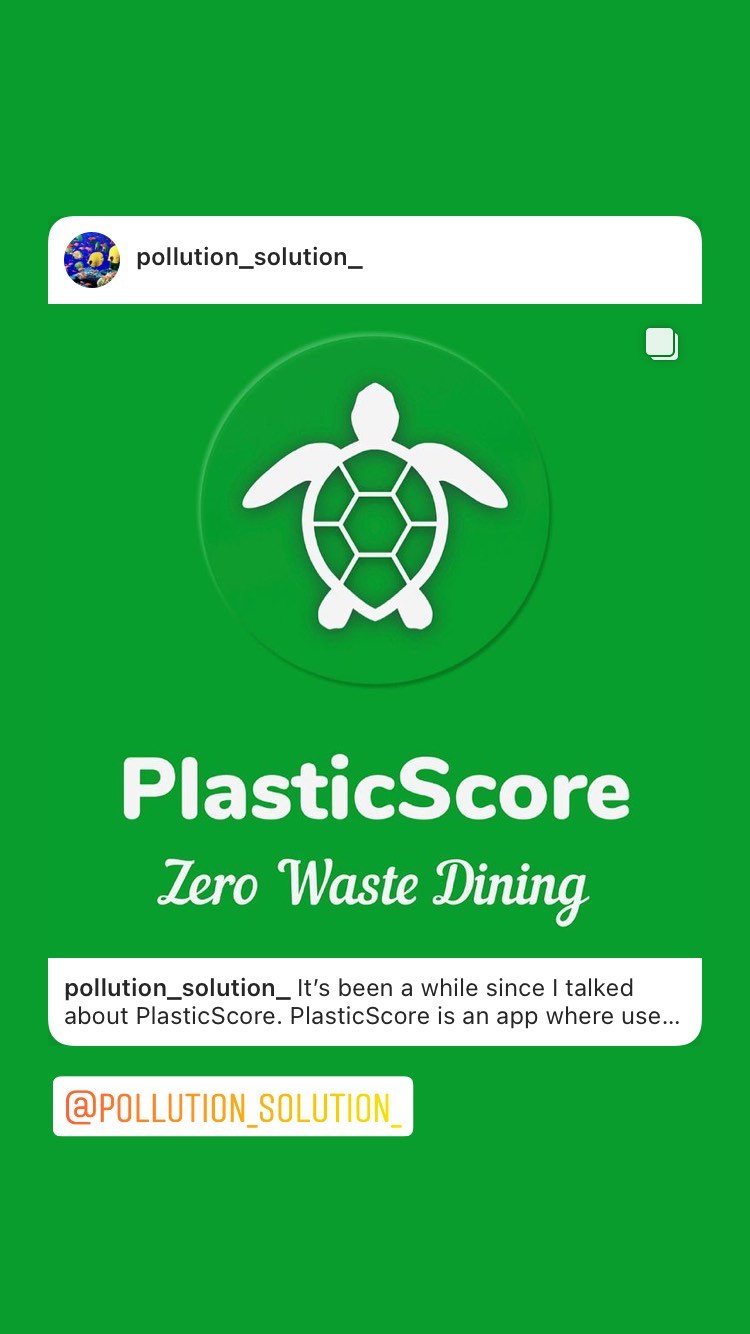 pollution_solution_
PlasticScore
Zero Waste Dining
pollution_solution_ It’s been a while since I talked
about PlasticScore. PlasticScore is an app where use...
@POLLUTION_SOLUTION_